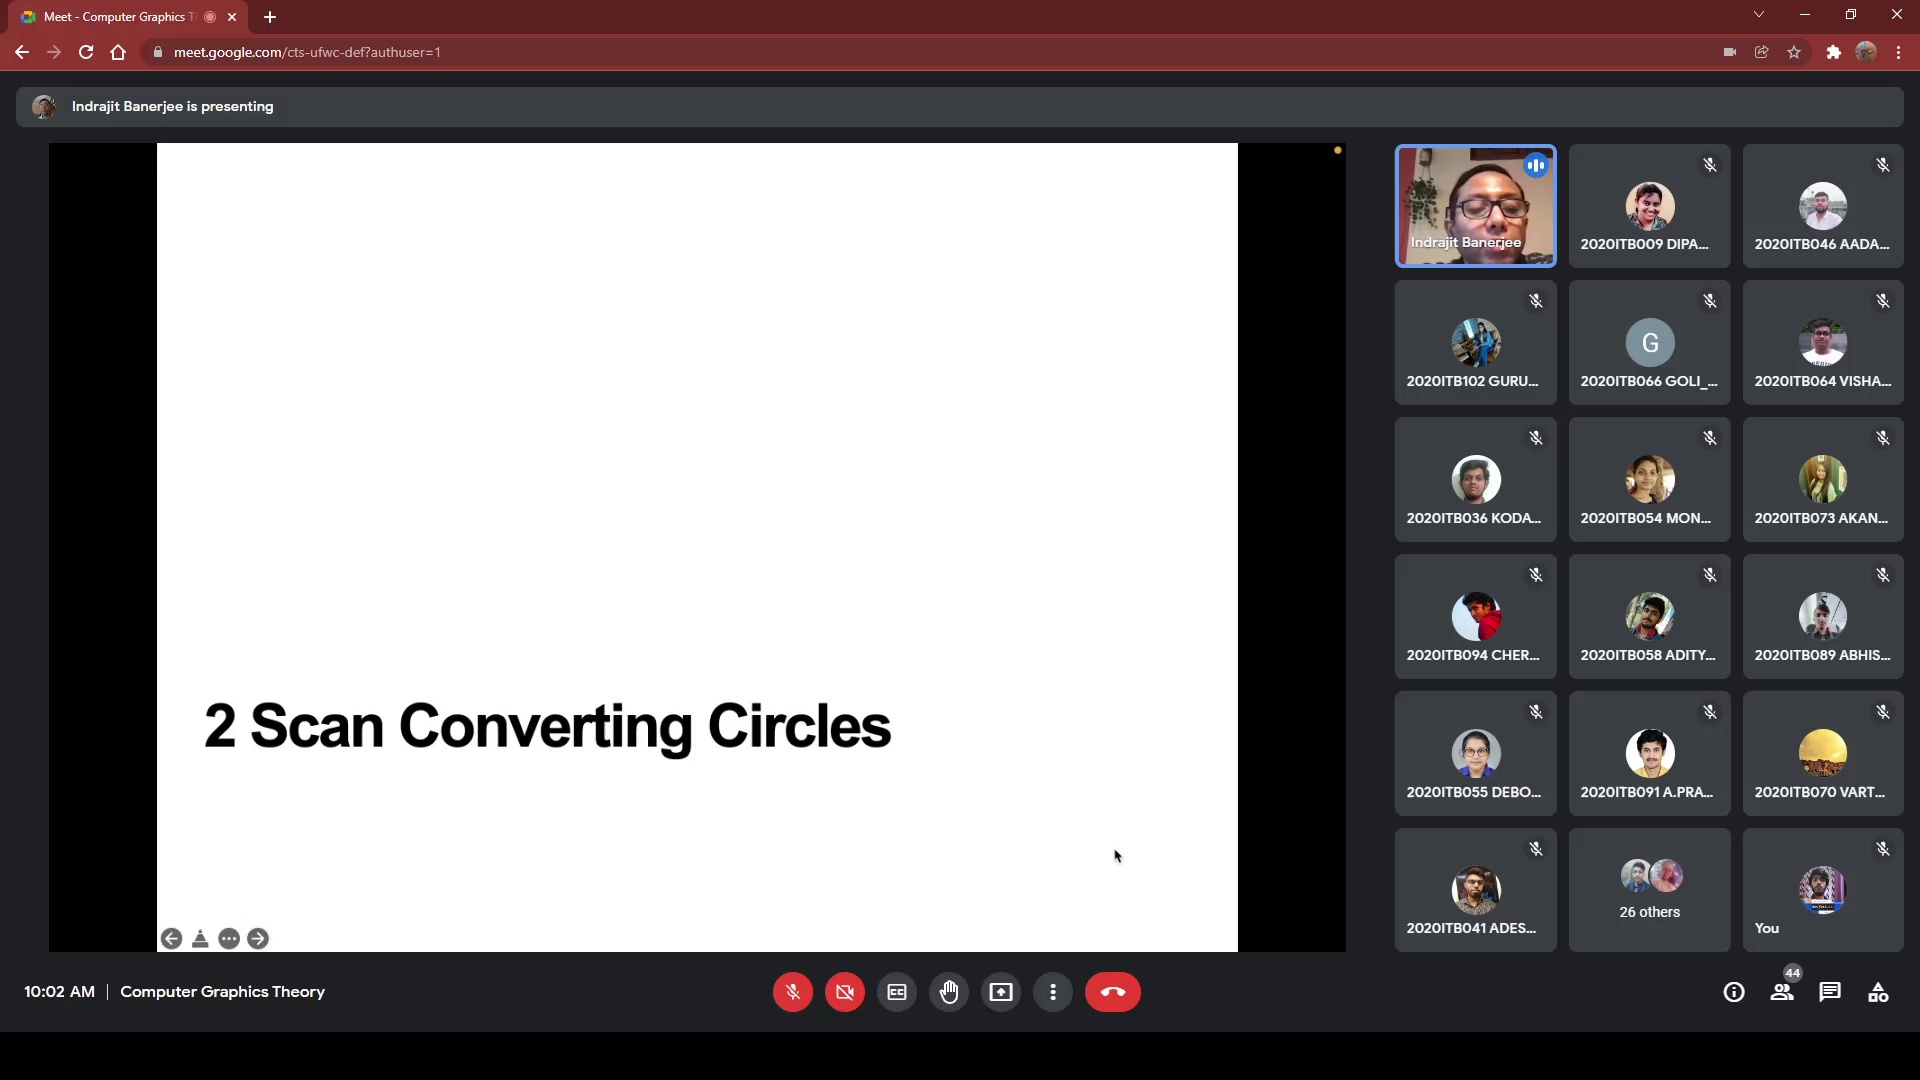 Meet - Computer Graphics T
meet.google.com/cts-ufwc-def?authuser=1
Indrajit Banerjee is presenting
2 Scan Converting Circles
Indrajit Banerjee
2020ITB009 DIPA...
2020ITB046 AADA...
2020ITB102 GURU...
G
2020ITB066 GOLI_...
2020ITB064 VISHA...
2020ITB036 KODA...
2020ITB054 MON...
2020ITB073 AKAN...
2020ITB094 CHER...
2020ITB058 ADITY...
2020ITB089 ABHIS...
2020ITB055 DEBO...
2020ITB091 A.PRA...
2020ITB070 VART...
2020ITB041 ADES...
26 others
You
10:02 AM | Computer Graphics Theory
CC
44